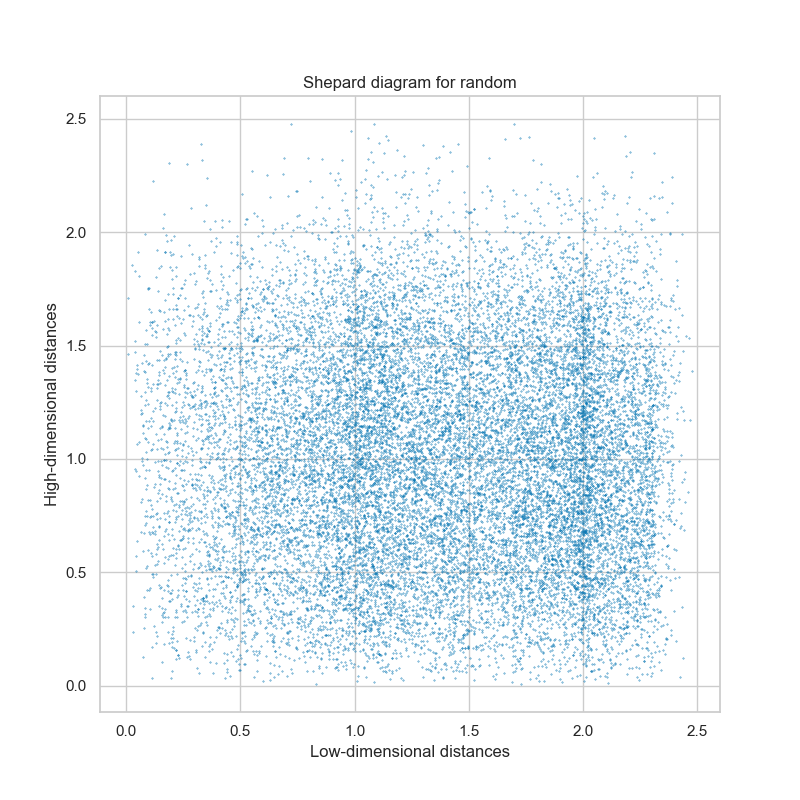 Shepard diagram for random
2.5
2.0
1.5
1.0
0.5
0.0
High-dimensional distances
0.0 0.5 1.0 1.5 2.0 2.5
Low-dimensional distances